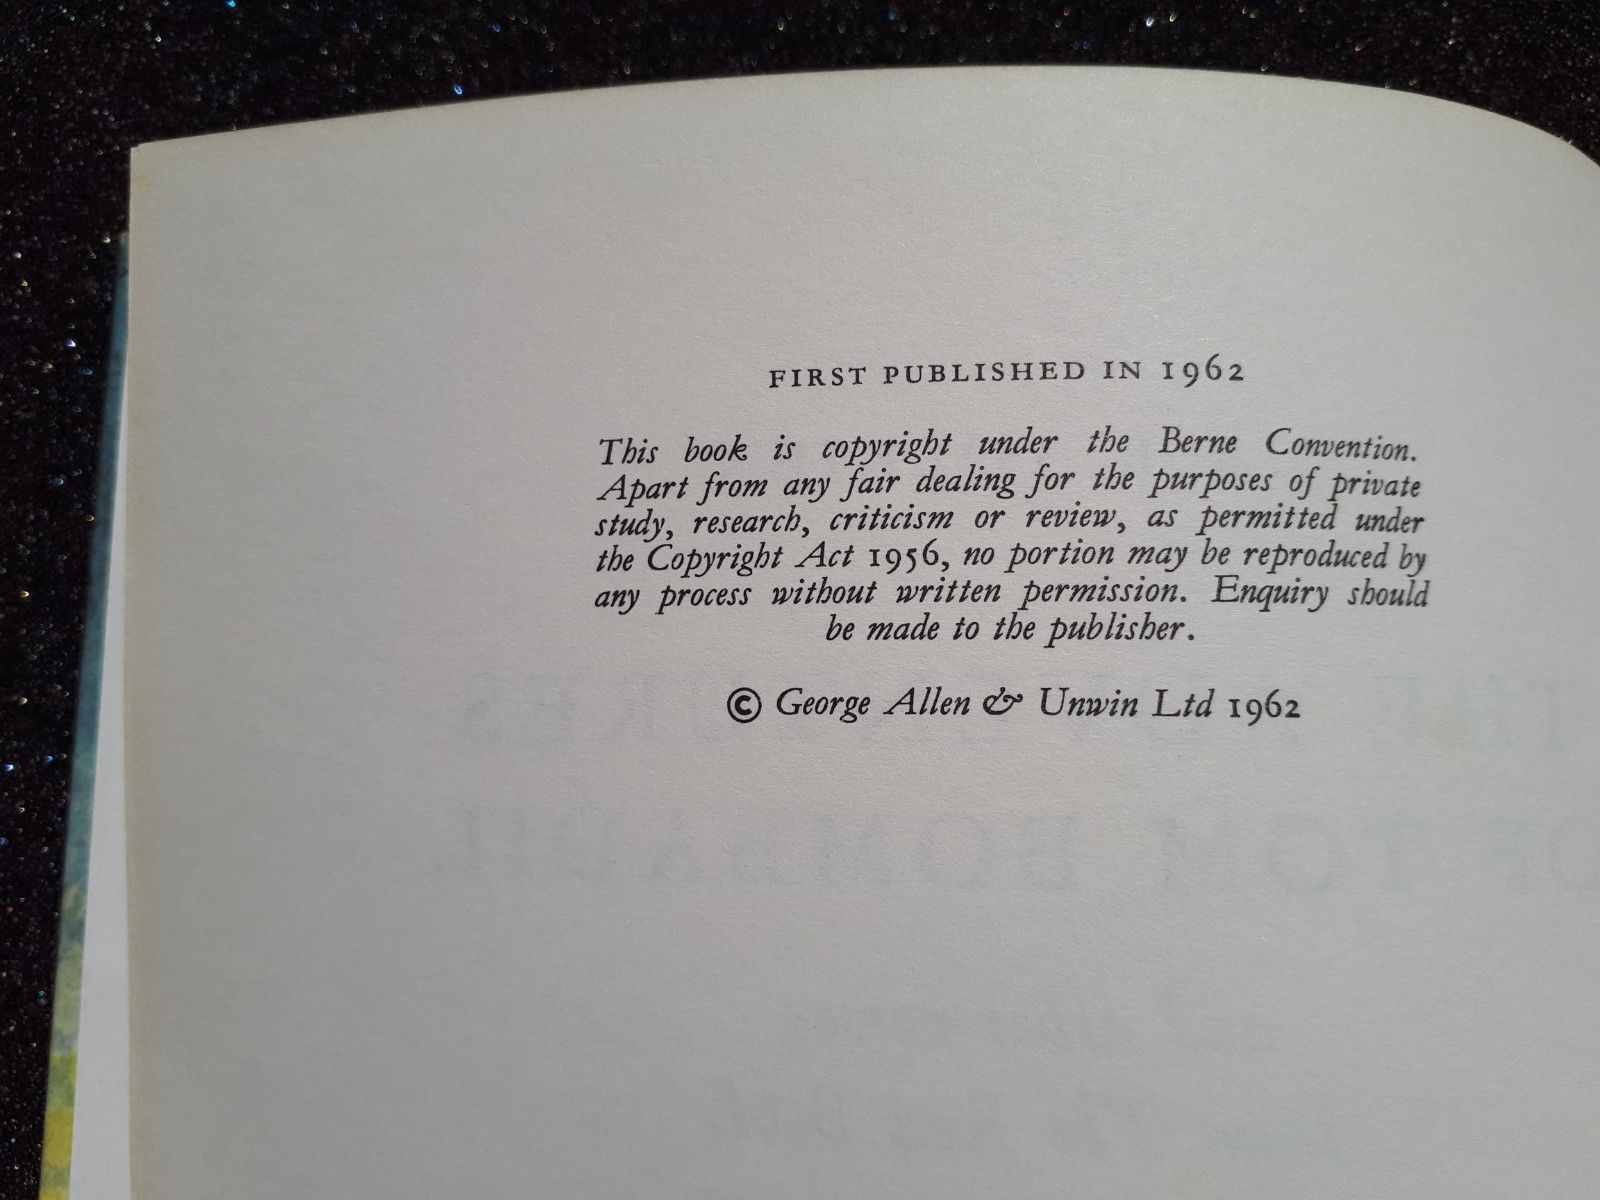 FIRST PUBLISHED IN 1962
This book is copyright under the Berne Convention.
Apart from any fair dealing for the purposes of private
study, research, criticism or review, as permitted under
the Copyright Act 1956, no portion may be reproduced by
any process without written permission. Enquiry should
be made to the publisher.
© George Allen & Unwin Ltd 1962